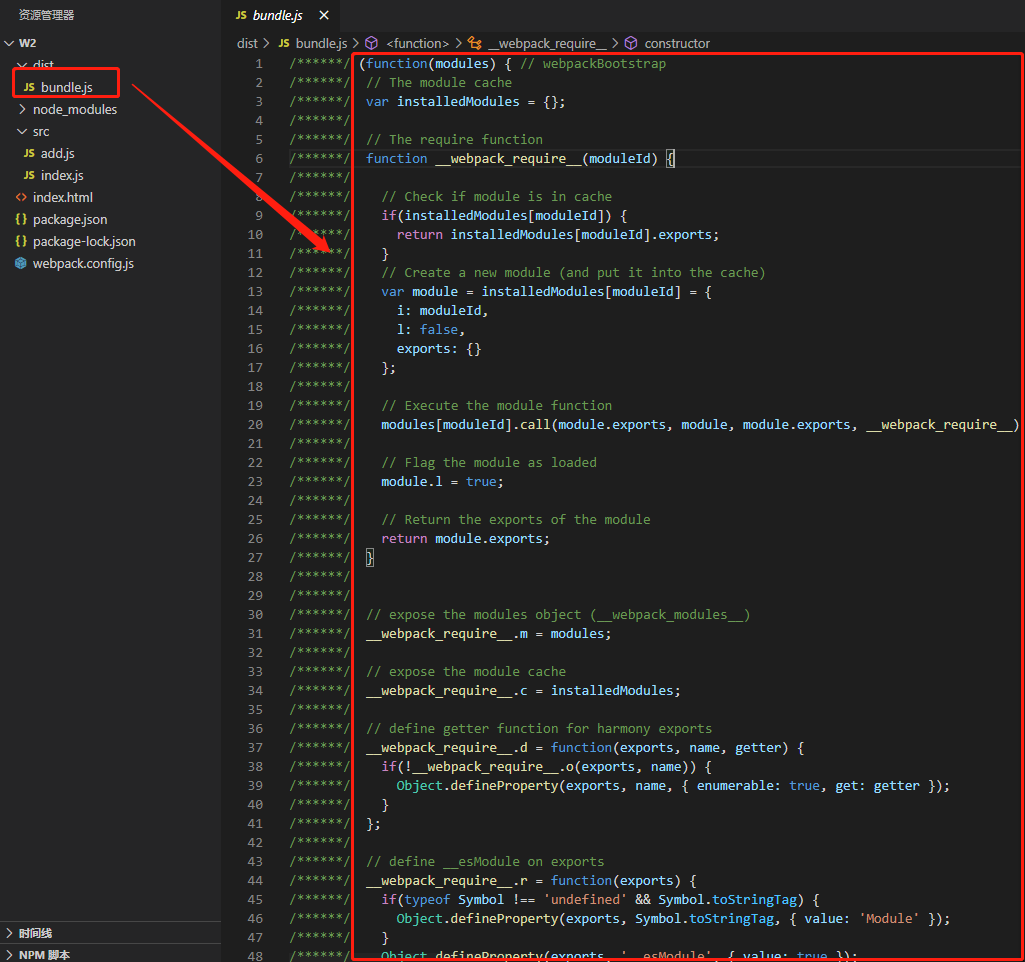 资源管理器
W2
dist
JS bundle.js
node_modules
src
JS add.js
JS index.js
<> index.html
{} package.json
{} package-lock.json
webpack.config.js
时间线
NPM 脚本
JS bundle.js ×
dist > JS bundle.js > <function> > __webpack_require__ > constructor
1 /******/ (function(modules) { // webpackBootstrap
2 /******/ // The module cache
3 /******/ var installedModules = {};
4 /******/
5 /******/ // The require function
6 /******/ function __webpack_require__(moduleId) {
7 /******/
8 /******/ // Check if module is in cache
9 /******/ if(installedModules[moduleId]) {
10 /******/ return installedModules[moduleId].exports;
11 /******/ }
12 /******/ // Create a new module (and put it into the cache)
13 /******/ var module = installedModules[moduleId] = {
14 /******/ i: moduleId,
15 /******/ l: false,
16 /******/ exports: {}
17 /******/ };
18 /******/
19 /******/ // Execute the module function
20 /******/ modules[moduleId].call(module.exports, module, module.exports, __webpack_require__)
21 /******/
22 /******/ // Flag the module as loaded
23 /******/ module.l = true;
24 /******/
25 /******/ // Return the exports of the module
26 /******/ return module.exports;
27 /******/ }
28 /******/
29 /******/
30 /******/ // expose the modules object (__webpack_modules__)
31 /******/ __webpack_require__.m = modules;
32 /******/
33 /******/ // expose the module cache
34 /******/ __webpack_require__.c = installedModules;
35 /******/
36 /******/ // define getter function for harmony exports
37 /******/ __webpack_require__.d = function(exports, name, getter) {
38 /******/ if(!__webpack_require__.o(exports, name)) {
39 /******/ Object.defineProperty(exports, name, { enumerable: true, get: getter });
40 /******/ }
41 /******/ };
42 /******/
43 /******/ // define __esModule on exports
44 /******/ __webpack_require__.r = function(exports) {
45 /******/ if(typeof Symbol !== 'undefined' && Symbol.toStringTag) {
46 /******/ Object.defineProperty(exports, Symbol.toStringTag, { value: 'Module' });
47 /******/ }
48 /******/ Object.defineProperty(exports, '__esModule', { value: true });